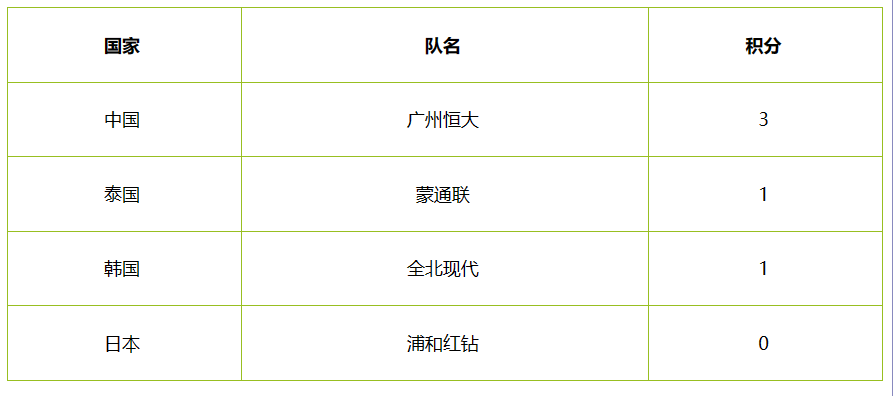 国家 队名 积分
中国 广州恒大 3
泰国 蒙通联 1
韩国 全北现代 1
日本 浦和红钻 0